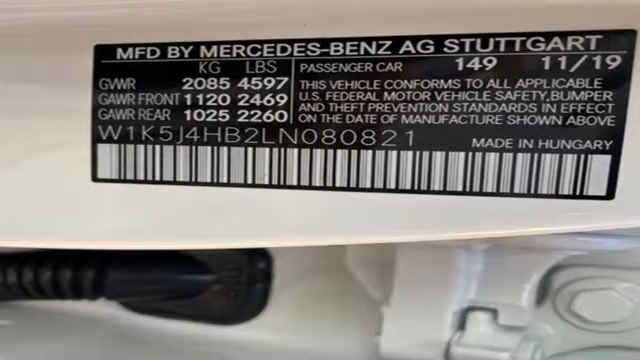 MFD BY MERCEDES-BENZ AG STUTTGART
KG LBS PASSENGER CAR 149 11/19
GVWR 2085 4597
GAWR FRONT 1120 2469
GAWR REAR 1025 2260
THIS VEHICLE CONFORMS TO ALL APPLICABLE
U.S. FEDERAL MOTOR VEHICLE SAFETY,BUMPER
AND THEFT PREVENTION STANDARDS IN EFFECT
ON THE DATE OF MANUFACTURE SHOWN ABOVE
W1K5J4HB2LN080821
MADE IN HUNGARY